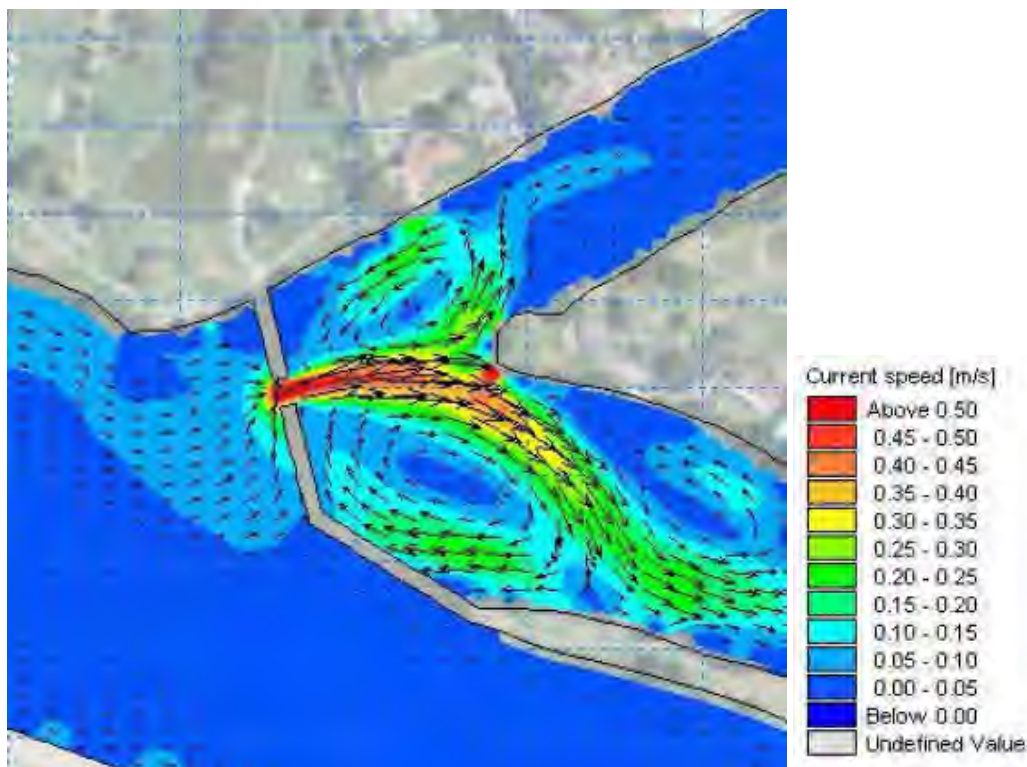 Current speed [m/s]
Above 0.50
0.45 - 0.50
0.40 - 0.45
0.35 - 0.40
0.30 - 0.35
0.25 - 0.30
0.20 - 0.25
0.15 - 0.20
0.10 - 0.15
0.05 - 0.10
0.00 - 0.05
Below 0.00
Undefined Value